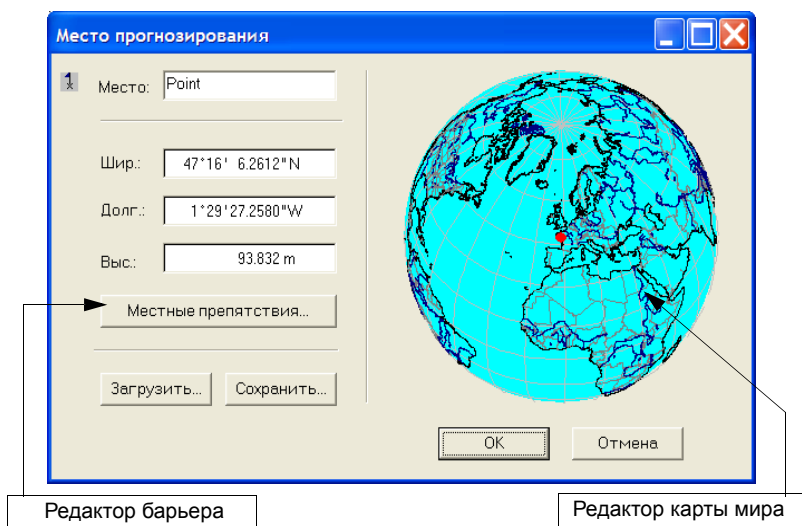 Место прогнозирования
Место: Point
Шир.: 47°16' 6.2612"N
Долг.: 1°29'27.2580"W
Выс.: 93.832 m
Местные препятствия...
Загрузить... Сохранить...
OK Отмена
Редактор барьера
Редактор карты мира